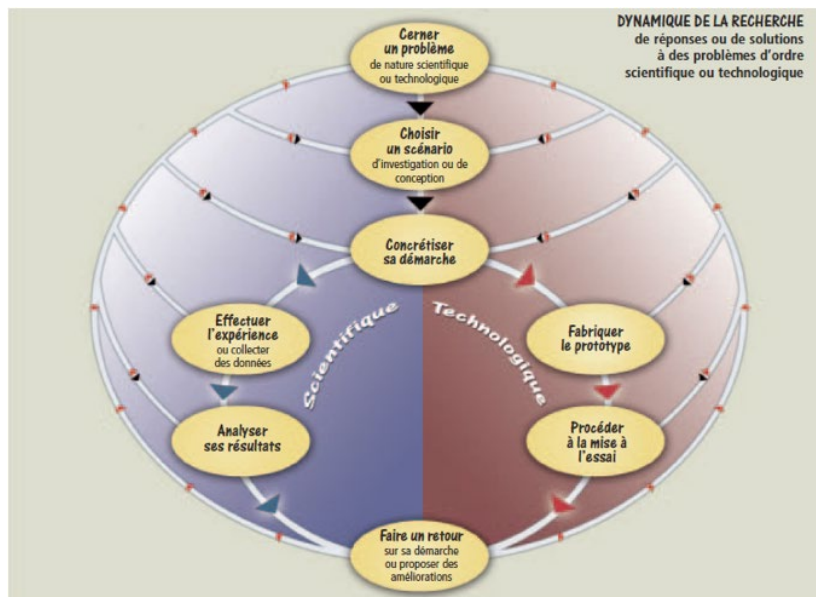 DYNAMIQUE DE LA RECHERCHE
de réponses ou de solutions
à des problèmes d'ordre
scientifique ou technologique
Cerner
un problème
de nature scientifique
ou technologique
Choisir
un scénario
d'investigation ou de
conception
Concrétiser
sa démarche
Scientifique
Technologique
Effectuer
l'expérience
ou collecter
des données
Fabriquer
le prototype
Analyser
ses résultats
Procéder
à la mise à
l'essai
Faire un retour
sur sa démarche
ou proposer des
améliorations